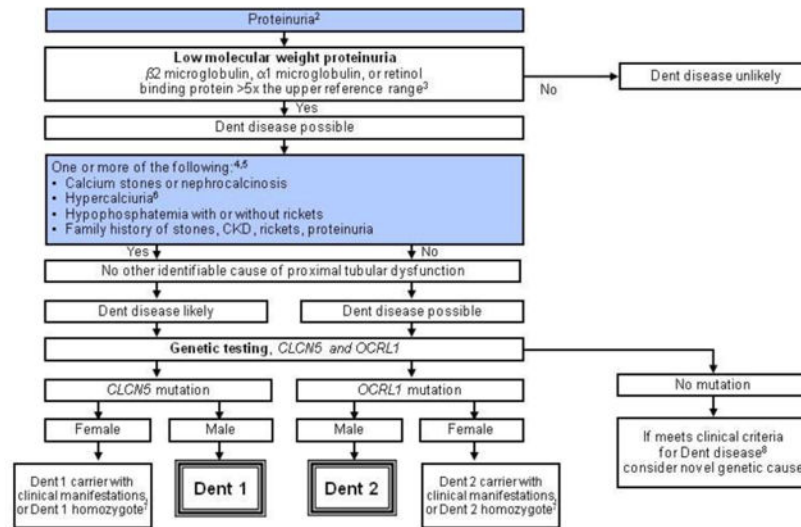 Proteinuria²
Low molecular weight proteinuria
β2 microglobulin, α1 microglobulin, or retinol
binding protein >5x the upper reference range³
No
Dent disease unlikely
Yes
Dent disease possible
One or more of the following:⁴,⁵
• Calcium stones or nephrocalcinosis
• Hypercalciuria⁶
• Hypophosphatemia with or without rickets
• Family history of stones, CKD, rickets, proteinuria
Yes
No
No other identifiable cause of proximal tubular dysfunction
Dent disease likely
Dent disease possible
Genetic testing, CLCN5 and OCRL1
CLCN5 mutation
OCRL1 mutation
No mutation
Female
Male
Male
Female
If meets clinical criteria
for Dent disease⁸
consider novel genetic cause
Dent 1 carrier with
clinical manifestations,
or Dent 1 homozygote⁷
Dent 1
Dent 2
Dent 2 carrier with
clinical manifestations,
or Dent 2 homozygote⁷